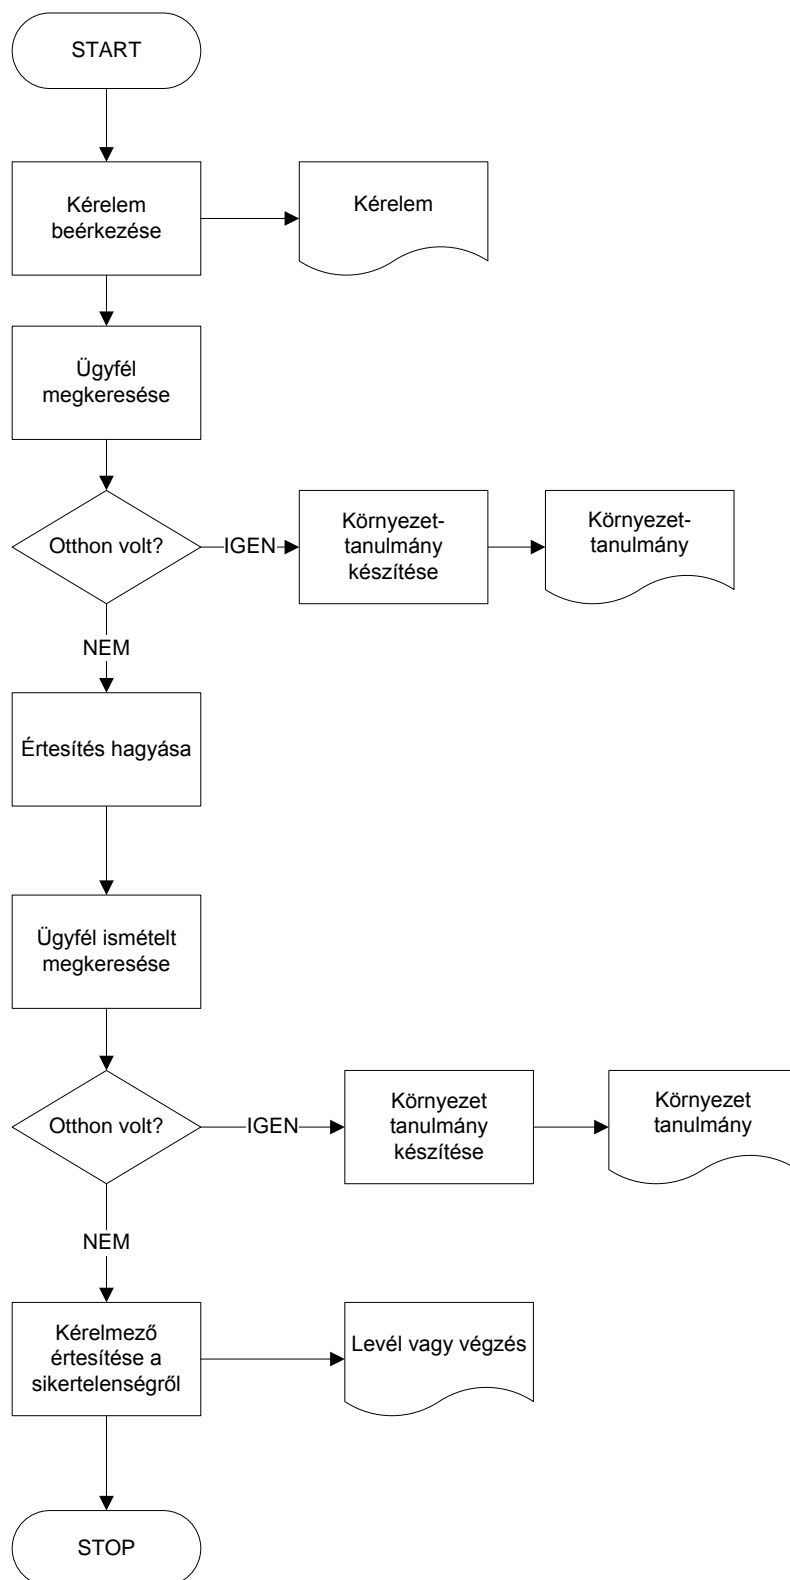 START
Kérelem
beérkezése
Kérelem
Ügyfél
megkeresése
Otthon volt?
IGEN
Környezet-
tanulmány
készítése
Környezet-
tanulmány
NEM
Értesítés hagyása
Ügyfél ismételt
megkeresése
Otthon volt?
IGEN
Környezet
tanulmány
készítése
Környezet
tanulmány
NEM
Kérelmező
értesítése a
sikertelenségről
Levél vagy végzés
STOP